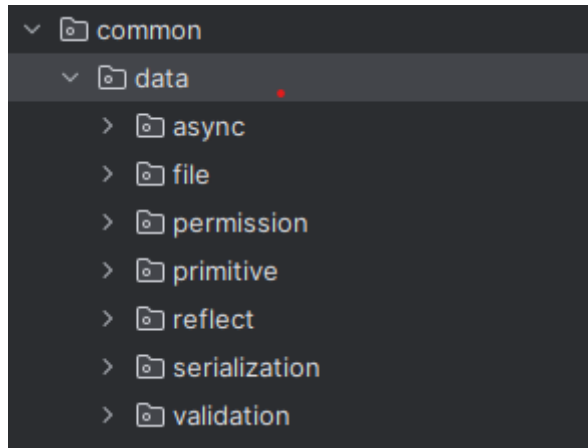 common
data
async
file
permission
primitive
reflect
serialization
validation